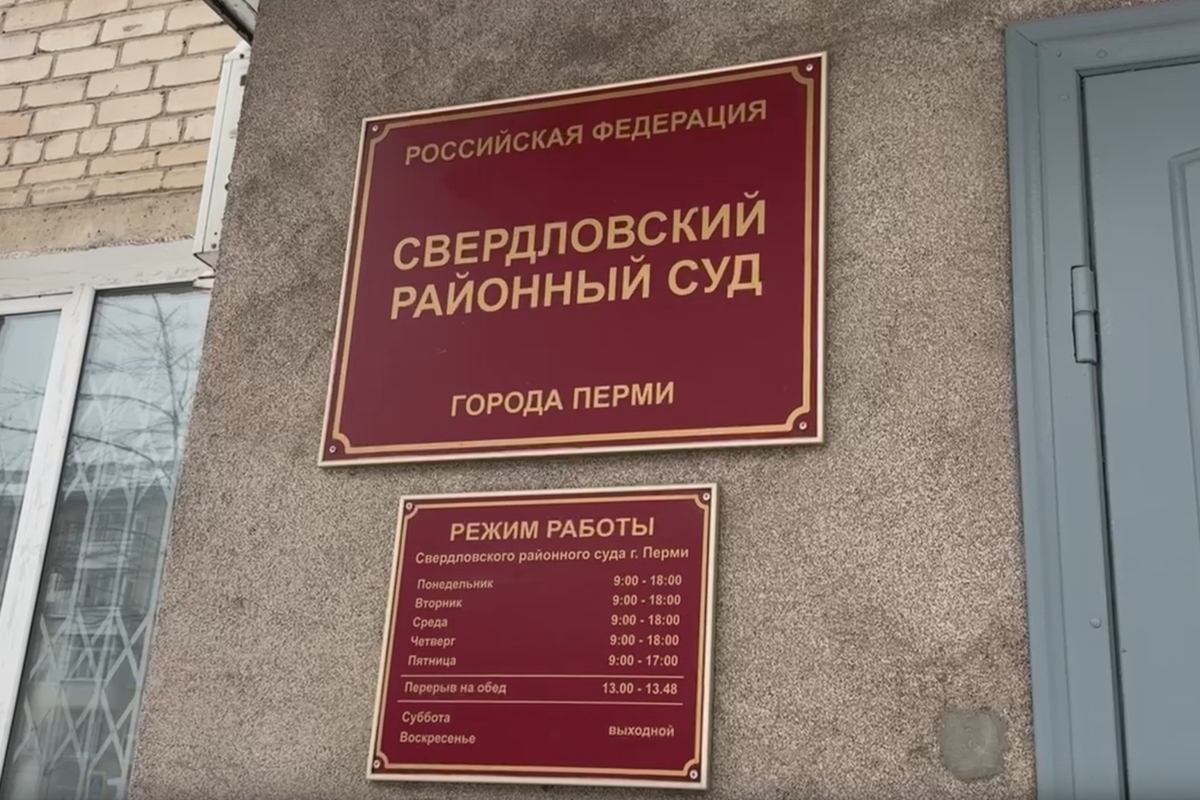 РОССИЙСКАЯ ФЕДЕРАЦИЯ
СВЕРДЛОВСКИЙ
РАЙОННЫЙ СУД
ГОРОДА ПЕРМИ
РЕЖИМ РАБОТЫ
Свердловского районного суда г. Перми
Понедельник 9:00 - 18:00
Вторник 9:00 - 18:00
Среда 9:00 - 18:00
Четверг 9:00 - 18:00
Пятница 9:00 - 17:00
Перерыв на обед 13.00 - 13.48
Суббота
Воскресенье выходной